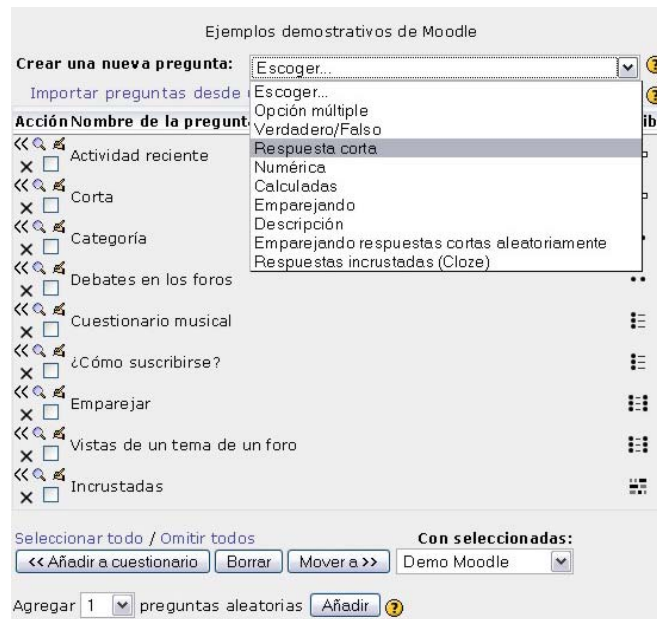 Ejemplos demostrativos de Moodle
Crear una nueva pregunta: Escoger...
Importar preguntas desde
Escoger...
Opción múltiple
Verdadero/Falso
Respuesta corta
Numérica
Calculadas
Emparejando
Descripción
Emparejando respuestas cortas aleatoriamente
Respuestas incrustadas (Cloze)
Acción Nombre de la pregunt
Actividad reciente
Corta
Categoría
Debates en los foros
Cuestionario musical
¿Cómo suscribirse?
Emparejar
Vistas de un tema de un foro
Incrustadas
Seleccionar todo / Omitir todos Con seleccionadas:
<< Añadir a cuestionario Borrar Mover a >> Demo Moodle
Agregar 1 preguntas aleatorias Añadir ?